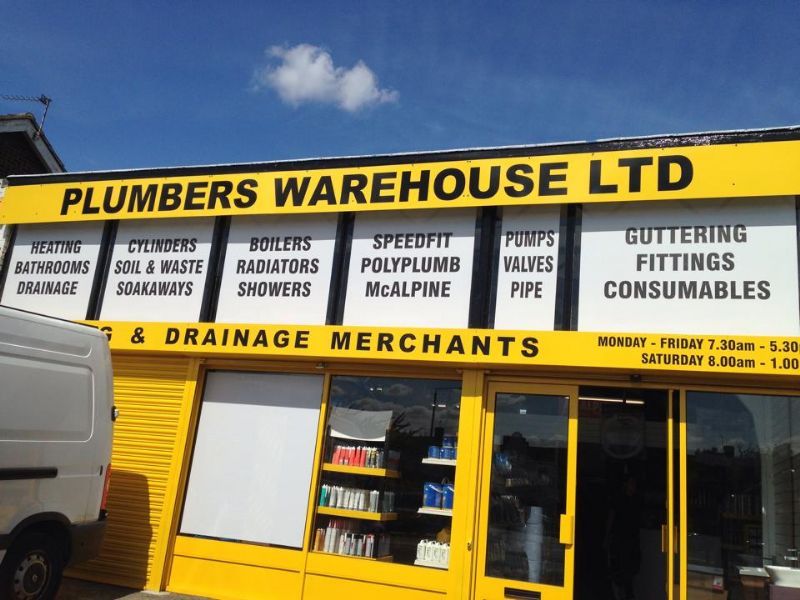 PLUMBERS WAREHOUSE LTD
HEATING
BATHROOMS
DRAINAGE
CYLINDERS
SOIL & WASTE
SOAKAWAYS
BOILERS
RADIATORS
SHOWERS
SPEEDFIT
POLYPLUMB
McALPINE
PUMPS
VALVES
PIPE
GUTTERING
FITTINGS
CONSUMABLES
& DRAINAGE MERCHANTS
MONDAY - FRIDAY 7.30am - 5.30
SATURDAY 8.00am - 1.00